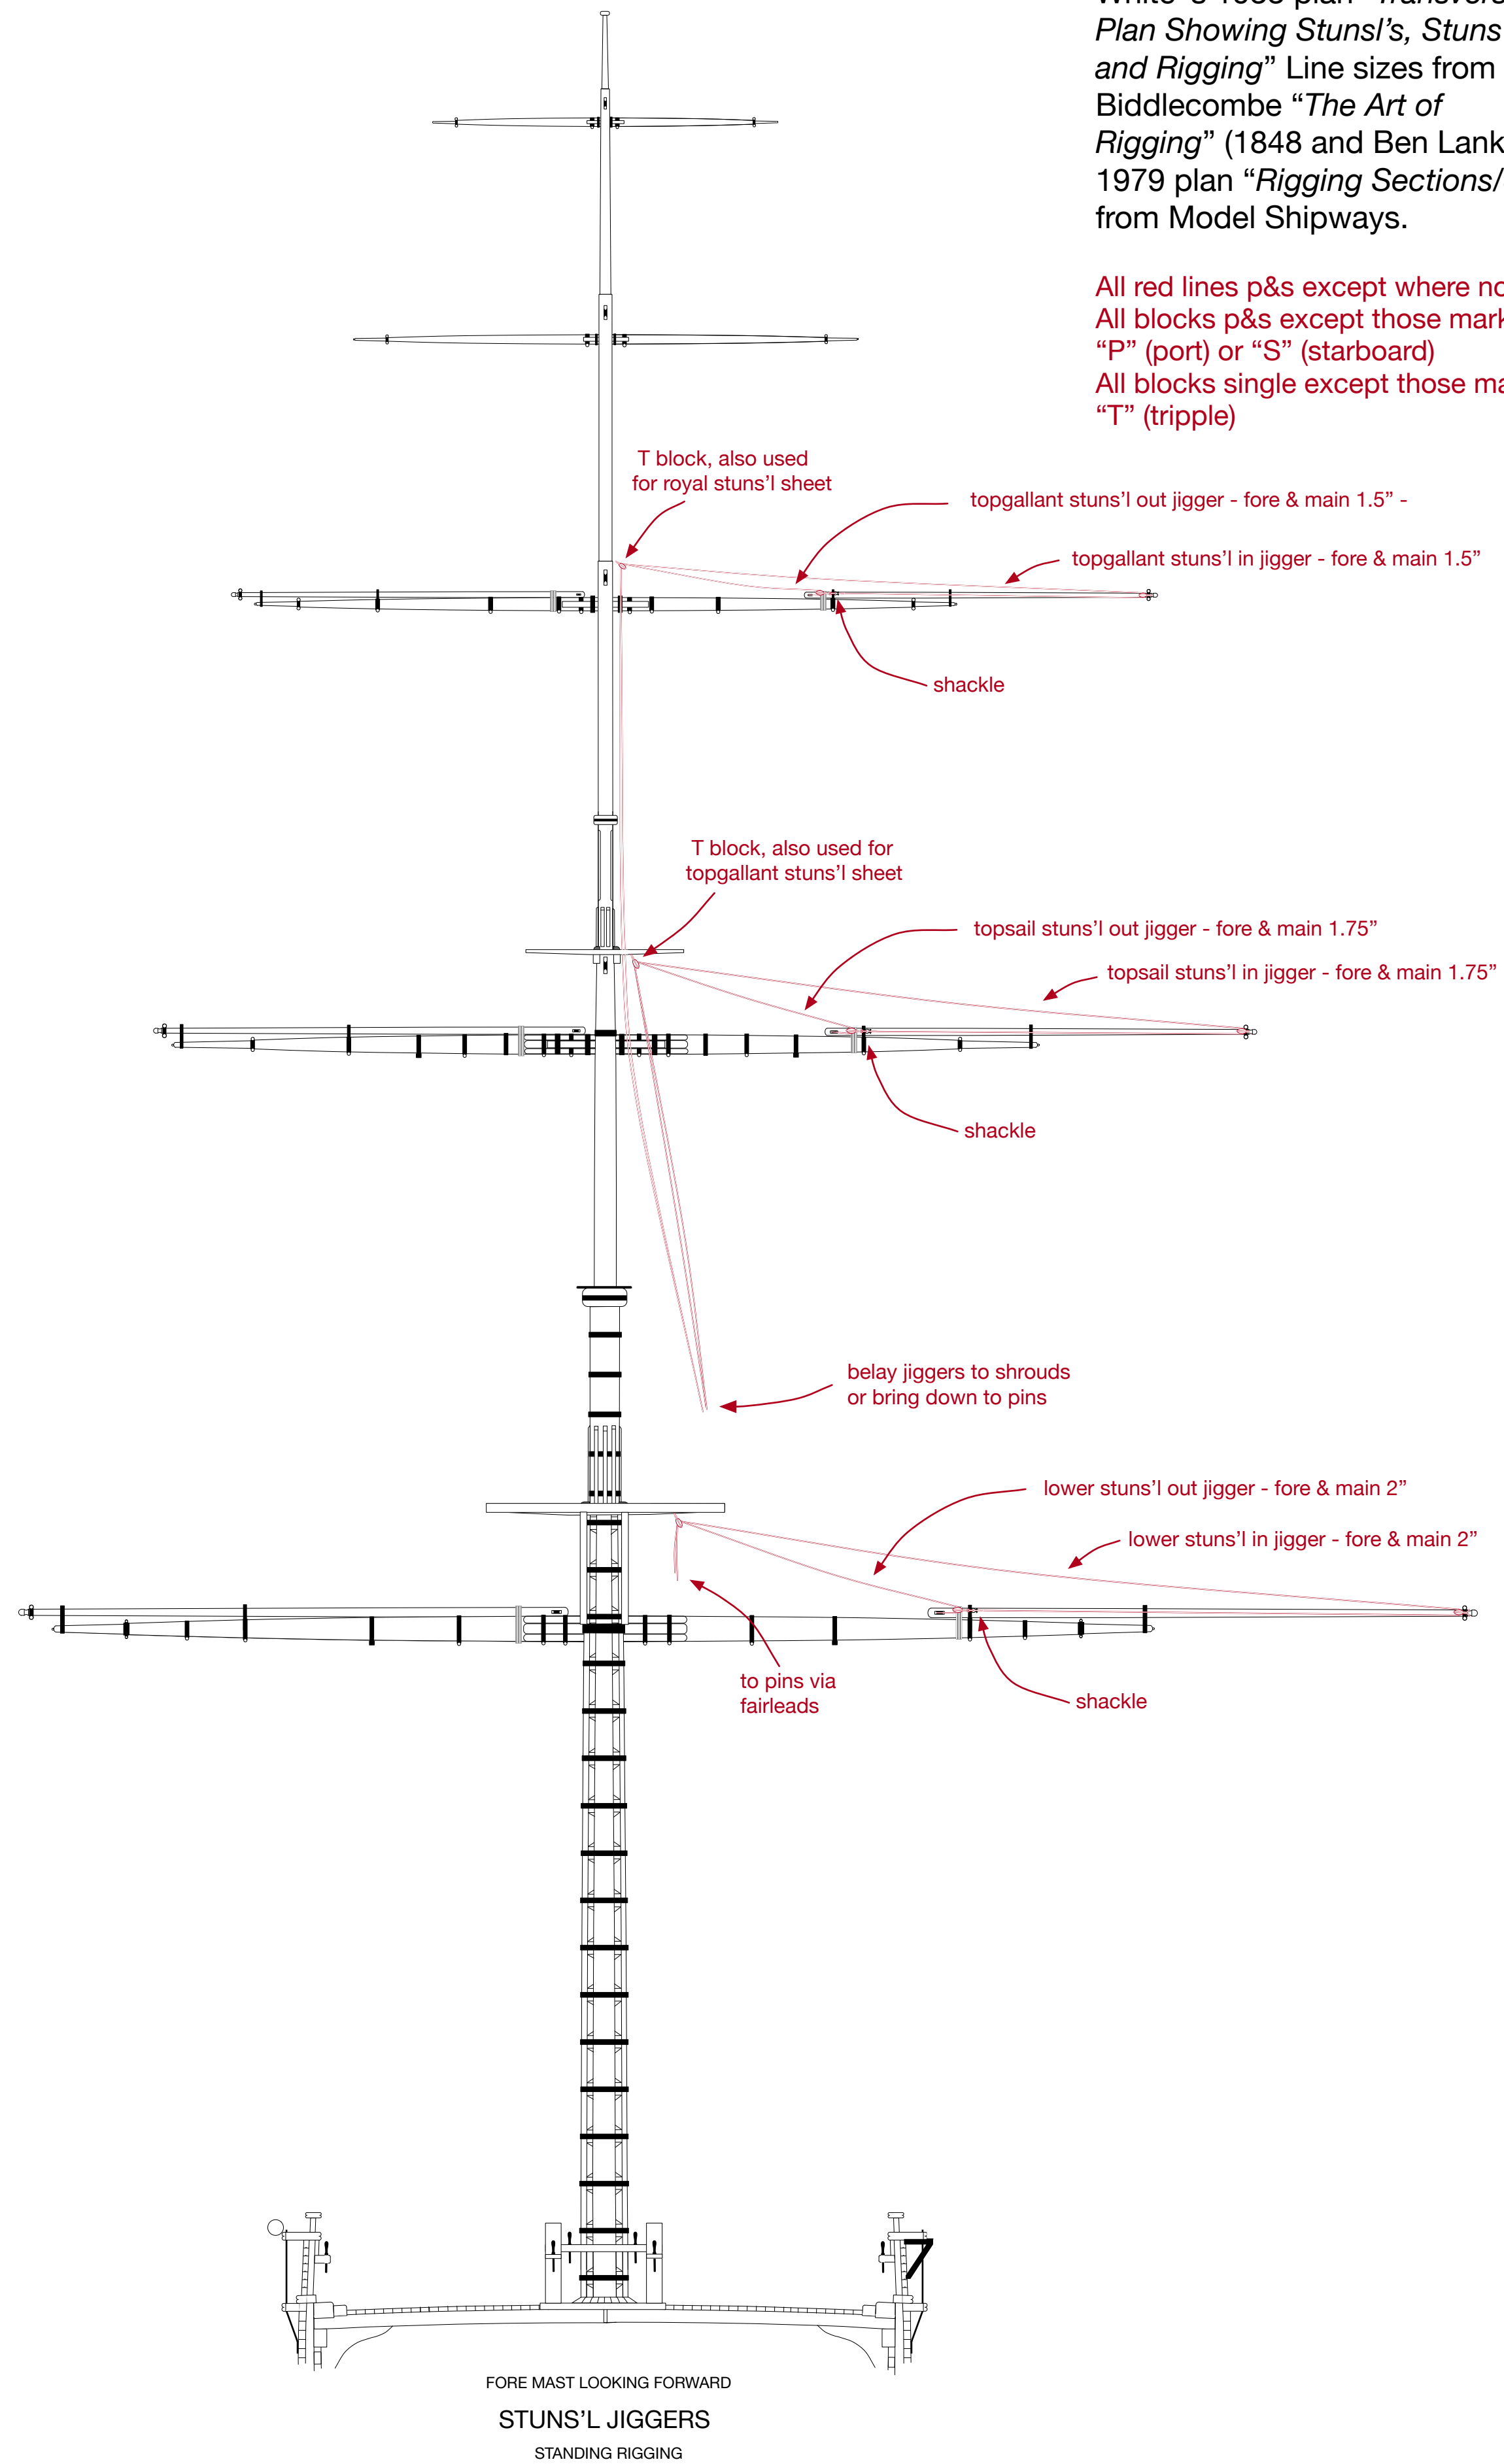 Plan Showing Stunsl’s, Stuns
and Rigging” Line sizes from
Biddlecombe “The Art of
Rigging” (1848 and Ben Lank
1979 plan “Rigging Sections/
from Model Shipways.
All red lines p&s except where no
All blocks p&s except those mark
“P” (port) or “S” (starboard)
All blocks single except those ma
“T” (tripple)
T block, also used
for royal stuns’l sheet
topgallant stuns’l out jigger - fore & main 1.5” -
topgallant stuns’l in jigger - fore & main 1.5”
shackle
T block, also used for
topgallant stuns’l sheet
topsail stuns’l out jigger - fore & main 1.75”
topsail stuns’l in jigger - fore & main 1.75”
shackle
belay jiggers to shrouds
or bring down to pins
lower stuns’l out jigger - fore & main 2”
lower stuns’l in jigger - fore & main 2”
to pins via
fairleads
shackle
FORE MAST LOOKING FORWARD
STUNS’L JIGGERS
STANDING RIGGING